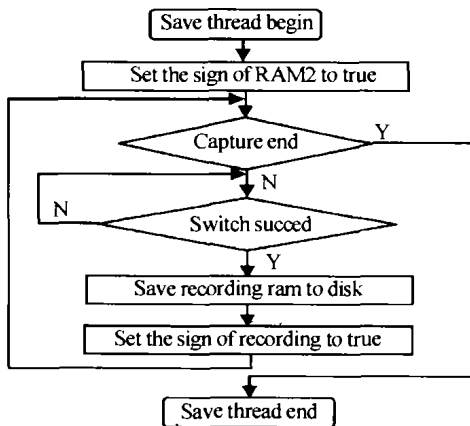 Save thread begin
Set the sign of RAM2 to true
Capture end
Y
N
N
Switch succed
Y
Save recording ram to disk
Set the sign of recording to true
Save thread end